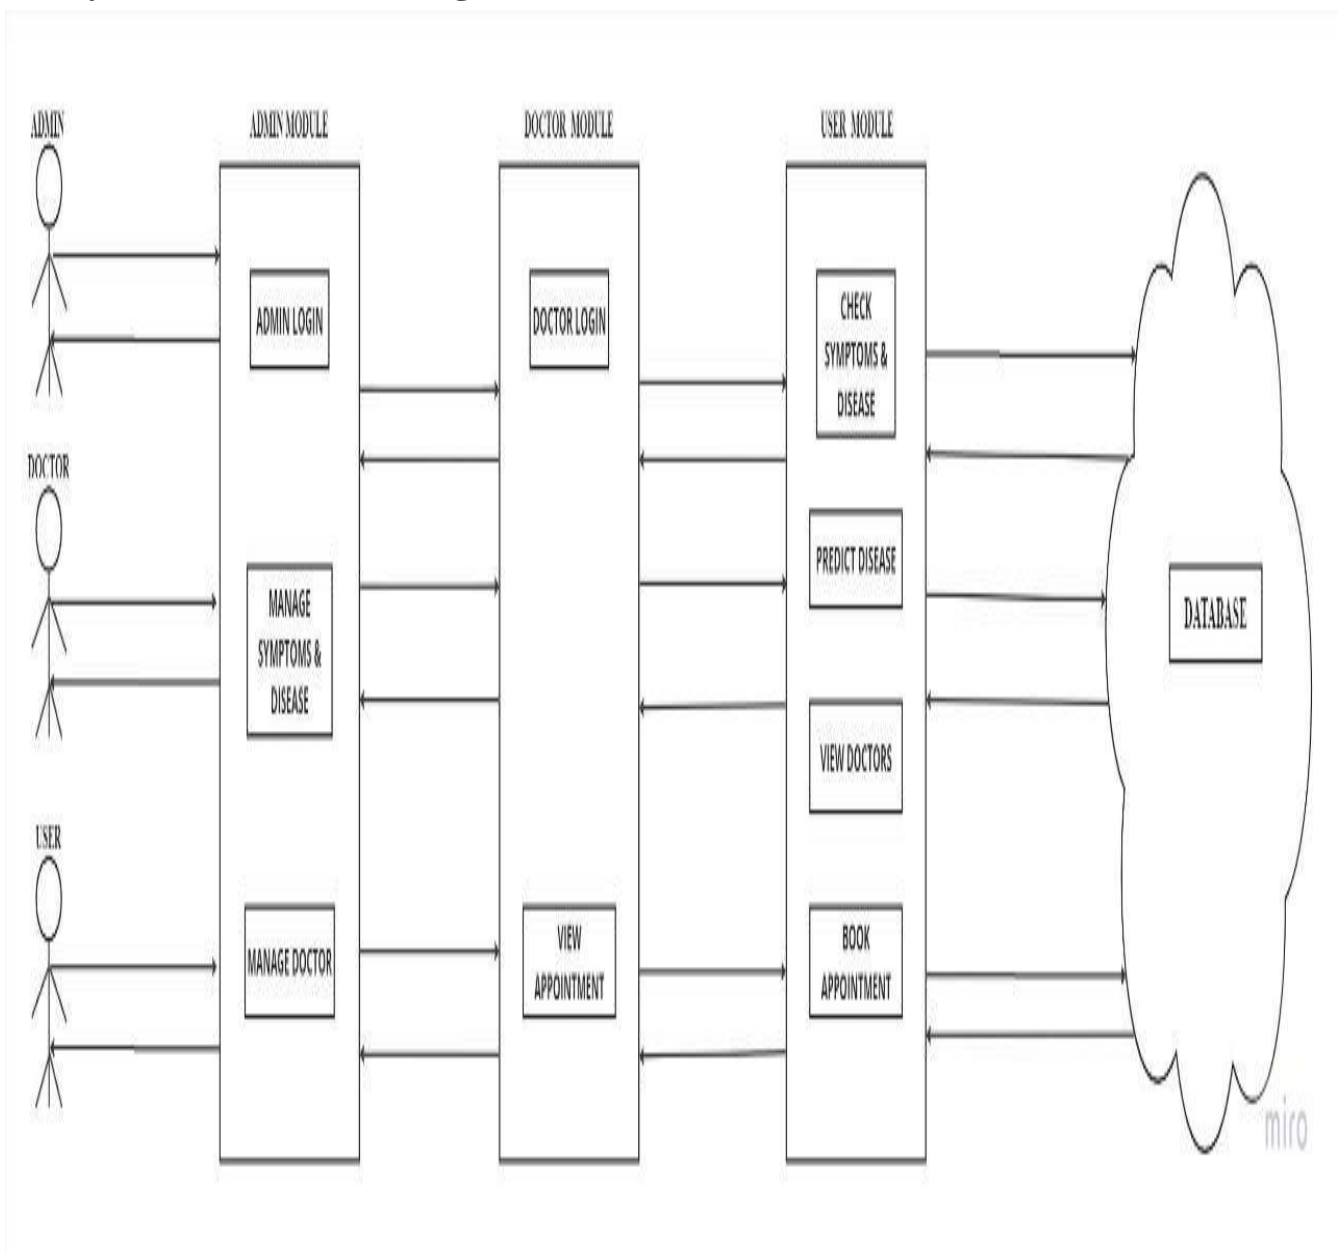 ADMIN
ADMIN MODULE
DOCTOR MODULE
USER MODULE
ADMIN LOGIN
DOCTOR LOGIN
CHECK
SYMPTOMS &
DISEASE
DOCTOR
MANAGE
SYMPTOMS &
DISEASE
PREDICT DISEASE
DATABASE
VIEW DOCTORS
USER
MANAGE DOCTOR
VIEW
APPOINTMENT
BOOK
APPOINTMENT
miro